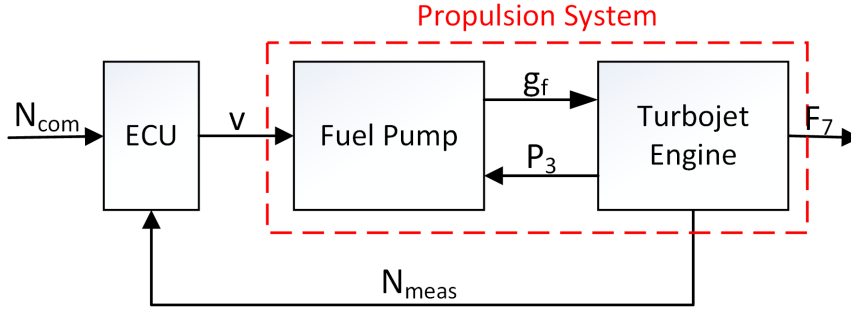 Propulsion System
N_com
ECU
v
Fuel Pump
g_f
P_3
Turbojet
Engine
F_7
N_meas